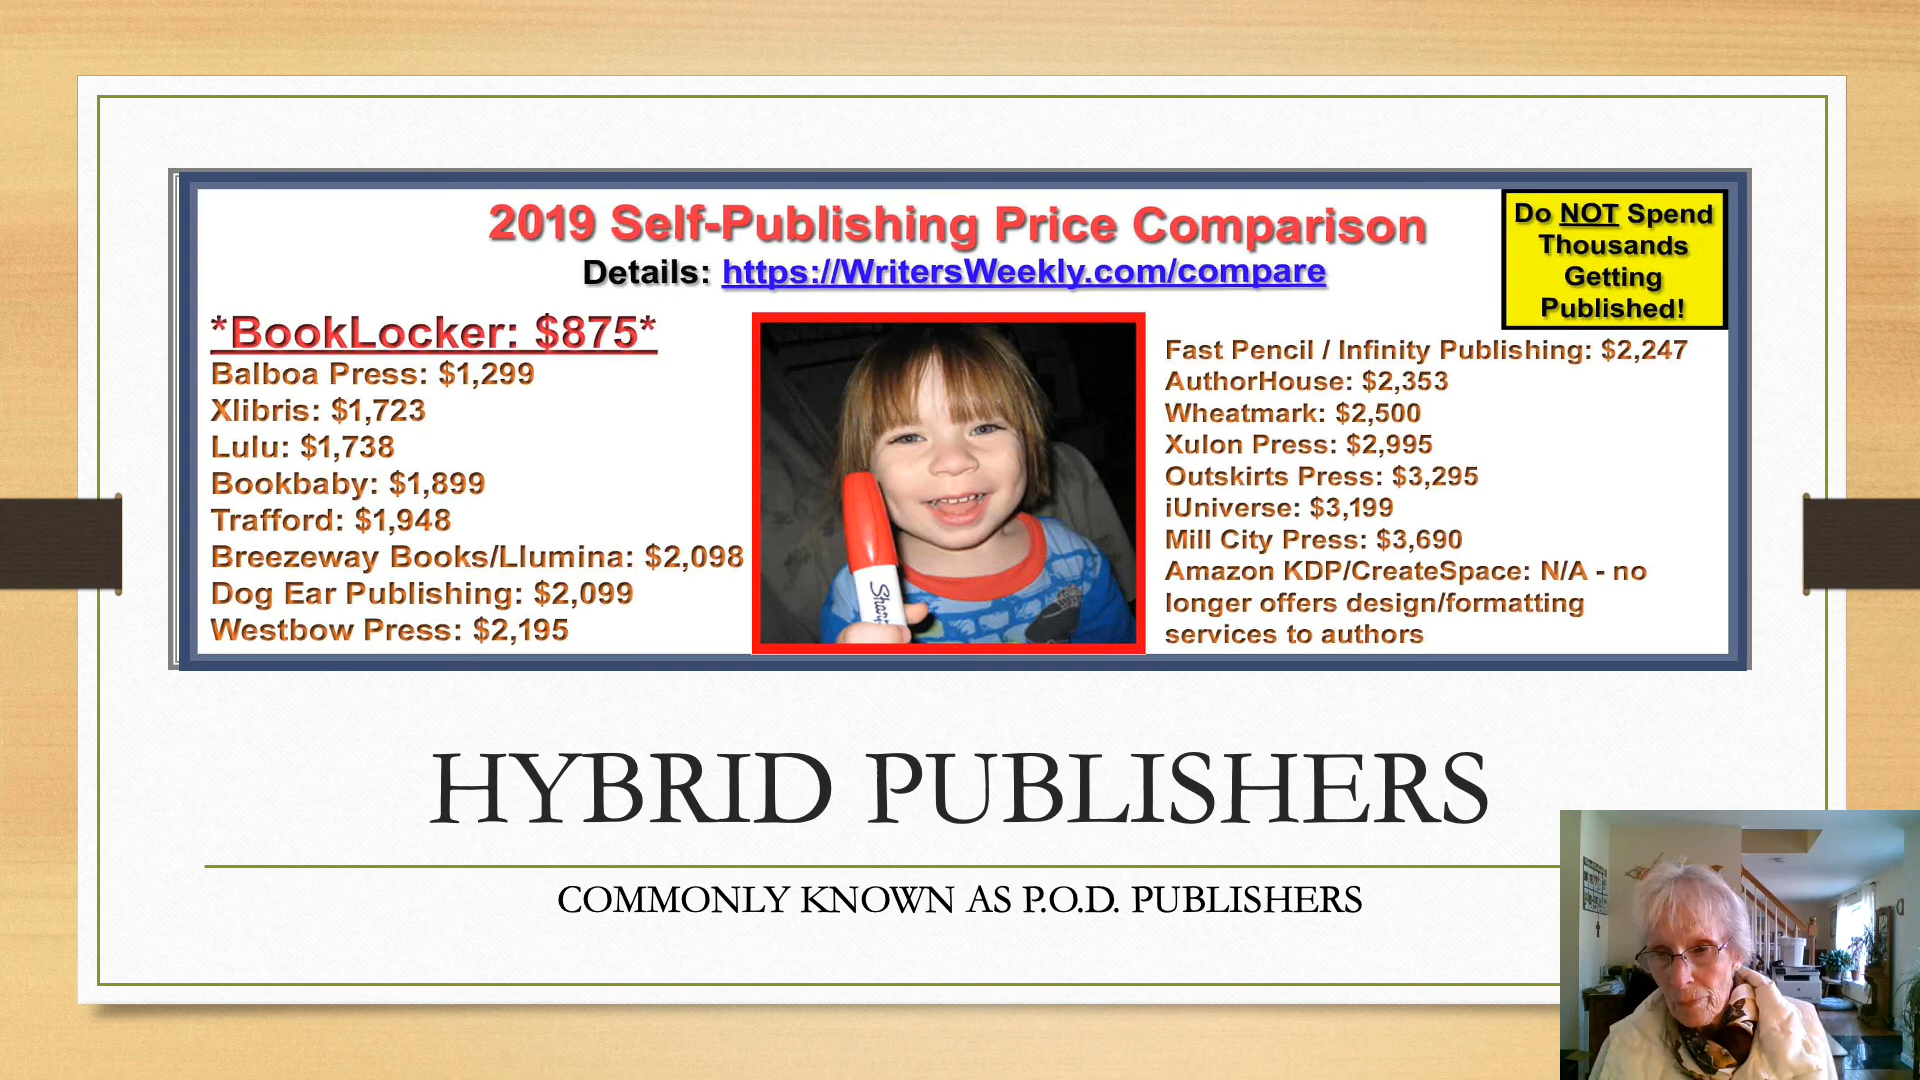 2019 Self-Publishing Price Comparison
Details: https://WritersWeekly.com/compare
Do NOT Spend
Thousands
Getting
Published!
*BookLocker: $875*
Balboa Press: $1,299
Xlibris: $1,723
Lulu: $1,738
Bookbaby: $1,899
Trafford: $1,948
Breezeway Books/Llumina: $2,098
Dog Ear Publishing: $2,099
Westbow Press: $2,195
Fast Pencil / Infinity Publishing: $2,247
AuthorHouse: $2,353
Wheatmark: $2,500
Xulon Press: $2,995
Outskirts Press: $3,295
iUniverse: $3,199
Mill City Press: $3,690
Amazon KDP/CreateSpace: N/A - no
longer offers design/formatting
services to authors
HYBRID PUBLISHERS
COMMONLY KNOWN AS P.O.D. PUBLISHERS